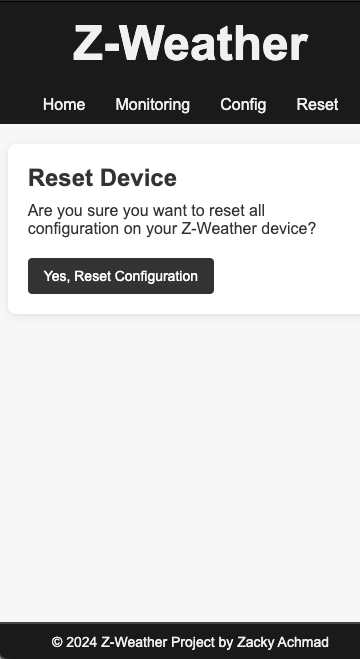 Z-Weather
Home Monitoring Config Reset
Reset Device
Are you sure you want to reset all
configuration on your Z-Weather device?
Yes, Reset Configuration
© 2024 Z-Weather Project by Zacky Achmad